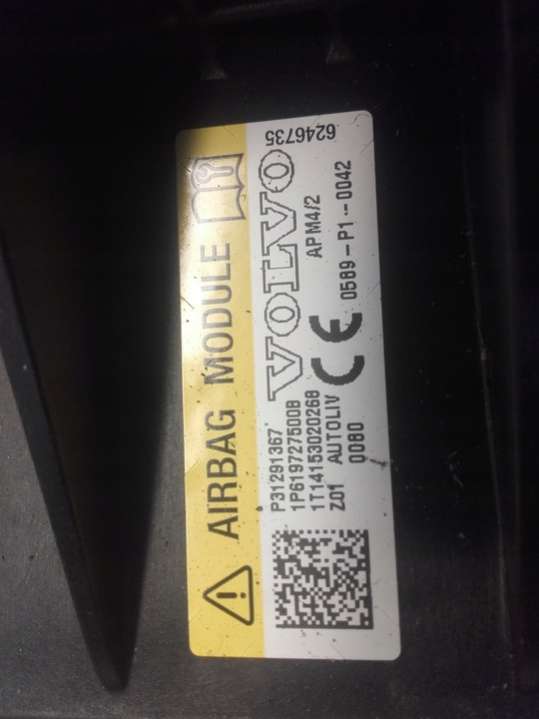 AIRBAG MODULE
P31291367
1P619727500B
1T14153020268
Z01 AUTOLIV
0080
VOLVO
APM4/2
CE
0589-P1--0042
6246735